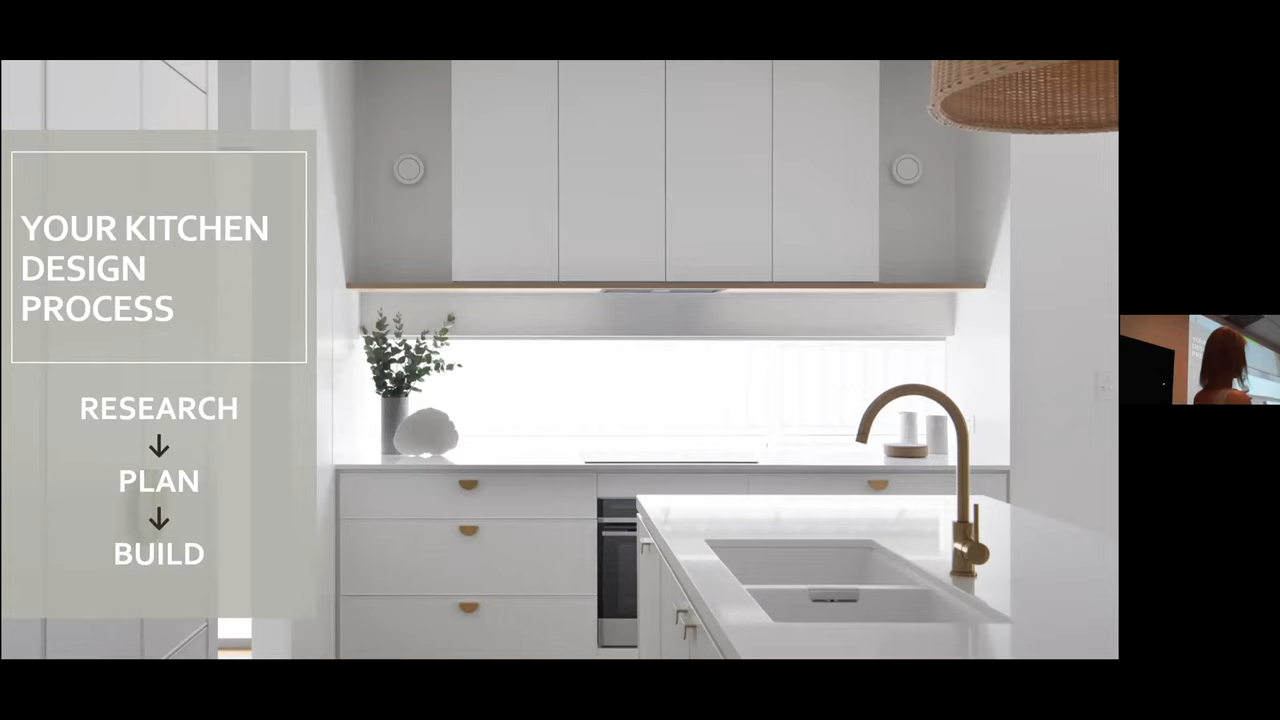 YOUR KITCHEN
DESIGN
PROCESS
RESEARCH
↓
PLAN
↓
BUILD